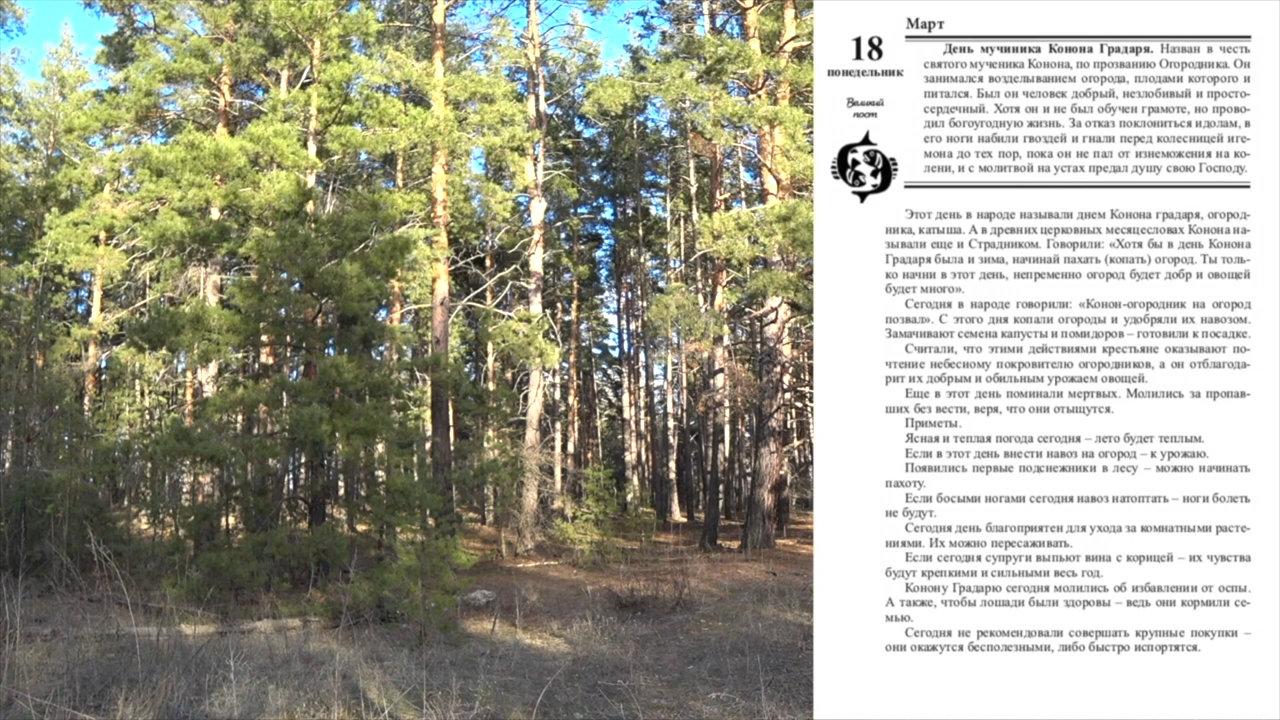 Март
18
понедельник
Великий
пост
День мучиника Конона Градаря. Назван в честь
святого мученика Конона, по прозванию Огородника. Он
занимался возделыванием огорода, плодами которого и
питался. Был он человек добрый, незлобивый и просто-
сердечный. Хотя он и не был обучен грамоте, но прово-
дил богоугодную жизнь. За отказ поклониться идолам, в
его ноги набили гвоздей и гнали перед колесницей иге-
мона до тех пор, пока он не пал от изнеможения на ко-
лени, и с молитвой на устах предал душу свою Господу.
Этот день в народе называли днем Конона градаря, огород-
ника, катыша. А в древних церковных месяцесловах Конона на-
зывали еще и Страдником. Говорили: «Хотя бы в день Конона
Градаря была и зима, начинай пахать (копать) огород. Ты толь-
ко начни в этот день, непременно огород будет добр и овощей
будет много».
Сегодня в народе говорили: «Конон-огородник на огород
позвал». С этого дня копали огороды и удобряли их навозом.
Замачивают семена капусты и помидоров – готовили к посадке.
Считали, что этими действиями крестьяне оказывают по-
чтение небесному покровителю огородников, а он отблагода-
рит их добрым и обильным урожаем овощей.
Еще в этот день поминали мертвых. Молились за пропав-
ших без вести, веря, что они отыщутся.
Приметы.
Ясная и теплая погода сегодня – лето будет теплым.
Если в этот день внести навоз на огород – к урожаю.
Появились первые подснежники в лесу – можно начинать
пахоту.
Если босыми ногами сегодня навоз натоптать – ноги болеть
не будут.
Сегодня день благоприятен для ухода за комнатными расте-
ниями. Их можно пересаживать.
Если сегодня супруги выпьют вина с корицей – их чувства
будут крепкими и сильными весь год.
Конону Градарю сегодня молились об избавлении от оспы.
А также, чтобы лошади были здоровы – ведь они кормили се-
мью.
Сегодня не рекомендовали совершать крупные покупки –
они окажутся бесполезными, либо быстро испортятся.